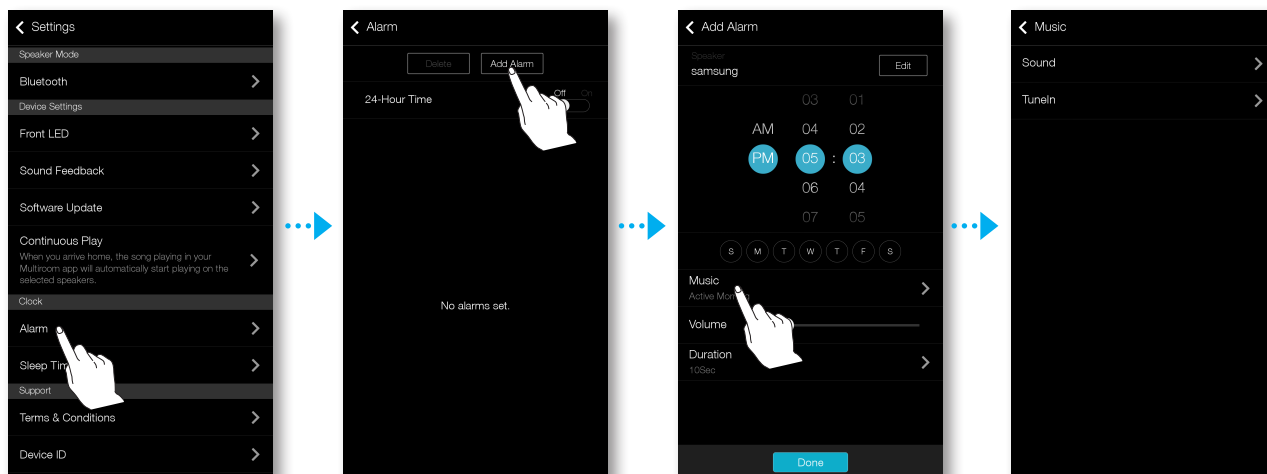 Settings
Speaker Mode
Bluetooth
Device Settings
Front LED
Sound Feedback
Software Update
Continuous Play
When you arrive home, the song playing in your
Multiroom app will automatically start playing on the
selected speakers.
Clock
Alarm
Sleep
Support
Terms & Conditions
Device ID
Alarm
Delete Add Alarm
24-Hour Time Off On
No alarms set.
Add Alarm
Speaker
samsung Edit
03 01
AM 04 02
PM 05 : 03
06 04
07 05
S M T W T F S
Music
Active
Volume
Duration
10Sec
Done
Music
Sound
TuneIn